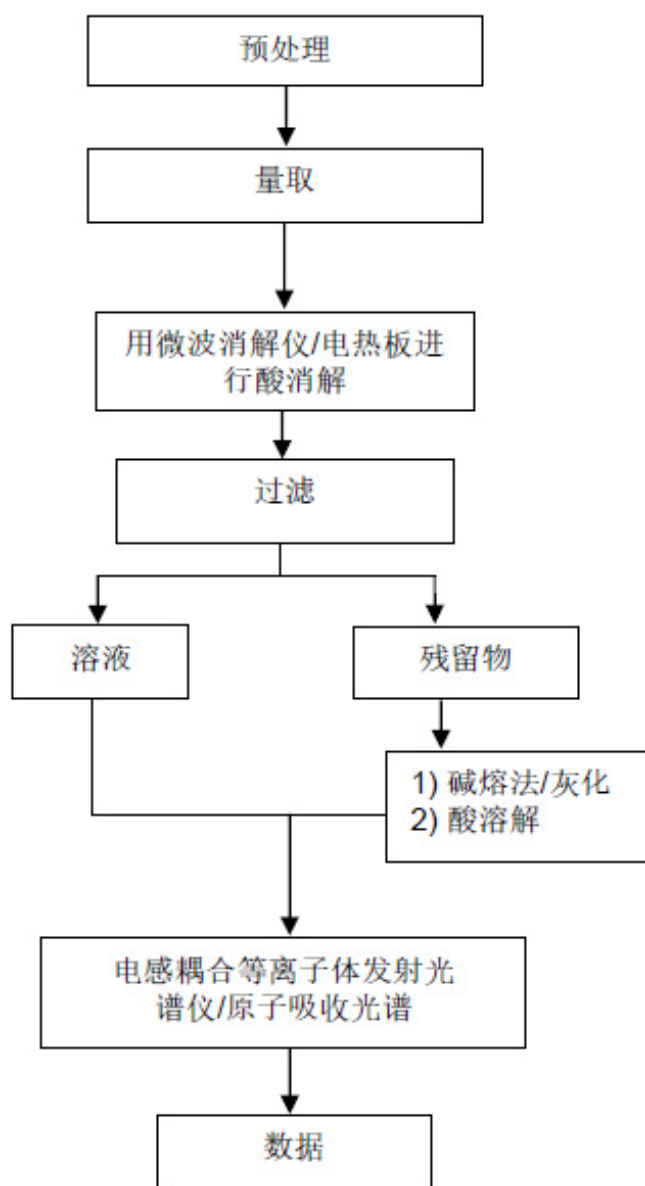 预处理
量取
用微波消解仪/电热板进
行酸消解
过滤
溶液
残留物
1) 碱熔法/灰化
2) 酸溶解
电感耦合等离子体发射光
谱仪/原子吸收光谱
数据